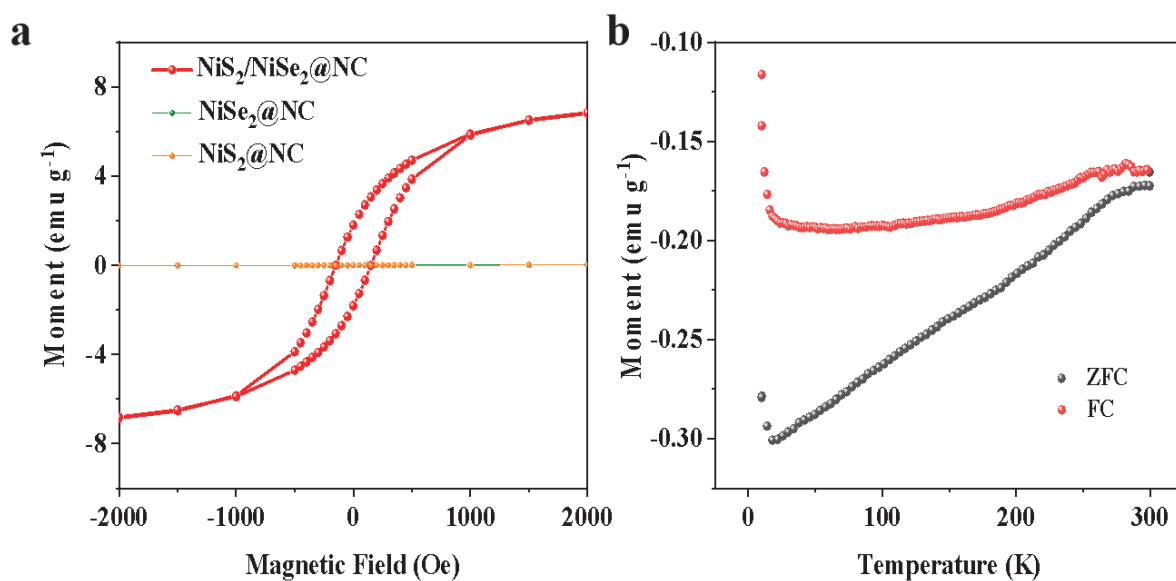 a
8
4
0
-4
-8
Moment (emu g⁻¹)
NiS₂/NiSe₂@NC
NiSe₂@NC
NiS₂@NC
-2000
-1000
0
1000
2000
Magnetic Field (Oe)
b
-0.10
-0.15
-0.20
-0.25
-0.30
Moment (emu g⁻¹)
ZFC
FC
0
100
200
300
Temperature (K)